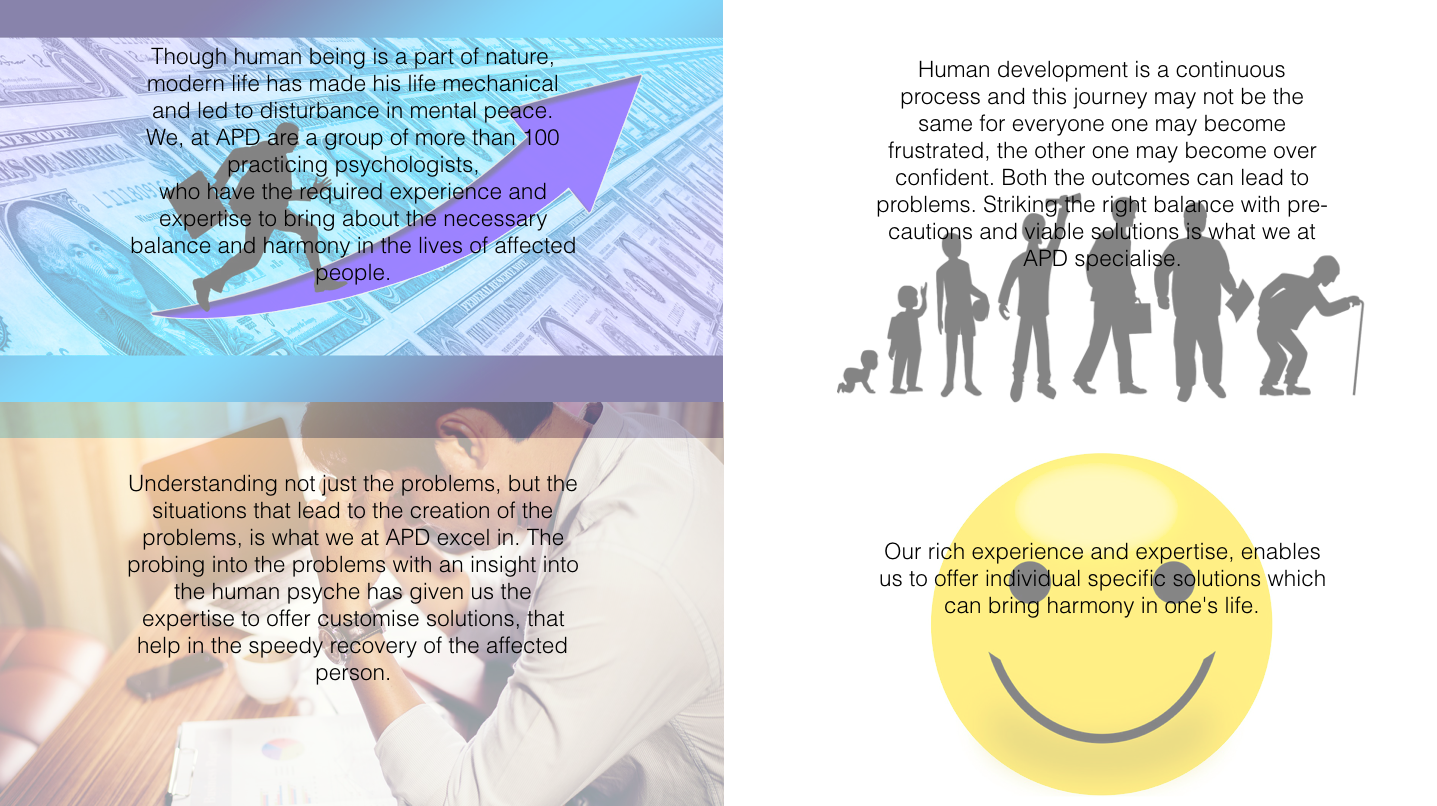 Though human being is a part of nature,
modern life has made his life mechanical
and led to disturbance in mental peace.
We, at APD are a group of more than 100
practicing psychologists,
who have the required experience and
expertise to bring about the necessary
balance and harmony in the lives of affected
people.
Human development is a continuous
process and this journey may not be the
same for everyone one may become
frustrated, the other one may become over
confident. Both the outcomes can lead to
problems. Striking the right balance with pre-
cautions and viable solutions is what we at
APD specialise.
Understanding not just the problems, but the
situations that lead to the creation of the
problems, is what we at APD excel in. The
probing into the problems with an insight into
the human psyche has given us the
expertise to offer customise solutions, that
help in the speedy recovery of the affected
person.
Our rich experience and expertise, enables
us to offer individual specific solutions which
can bring harmony in one's life.